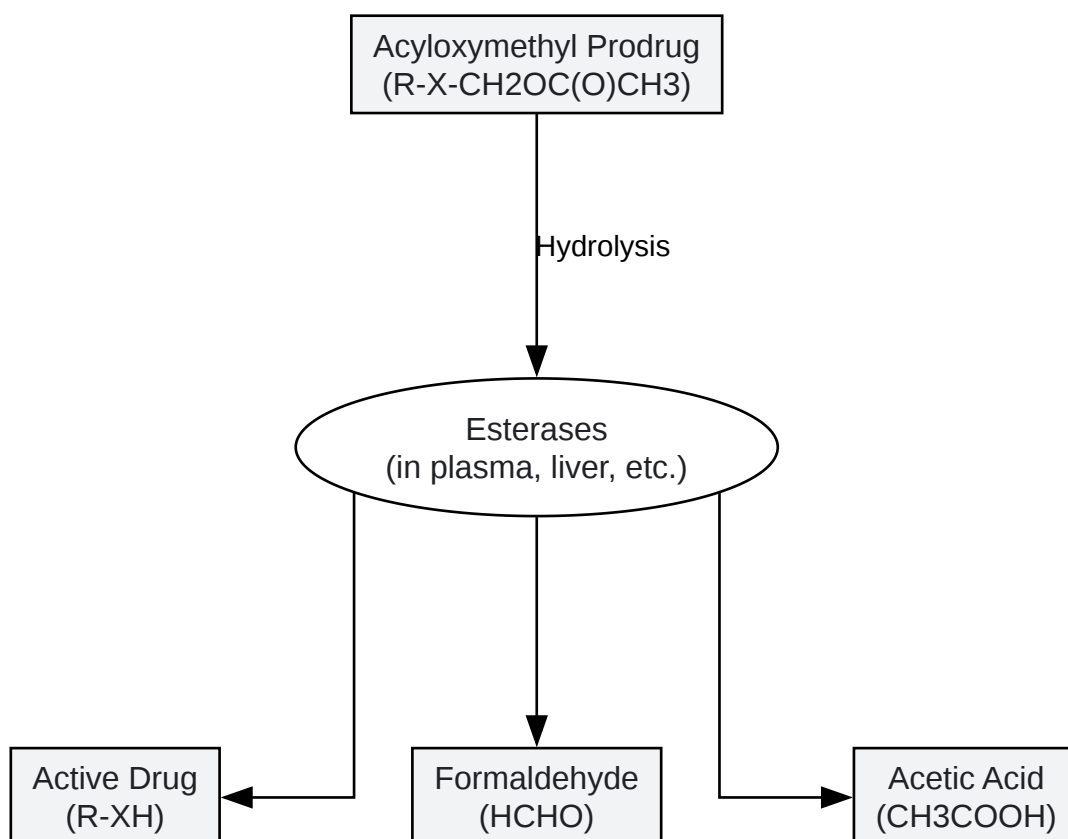 Acyloxymethyl Prodrug
(R-X-CH2OC(O)CH3)
Hydrolysis
Esterases
(in plasma, liver, etc.)
Active Drug
(R-XH)
Formaldehyde
(HCHO)
Acetic Acid
(CH3COOH)